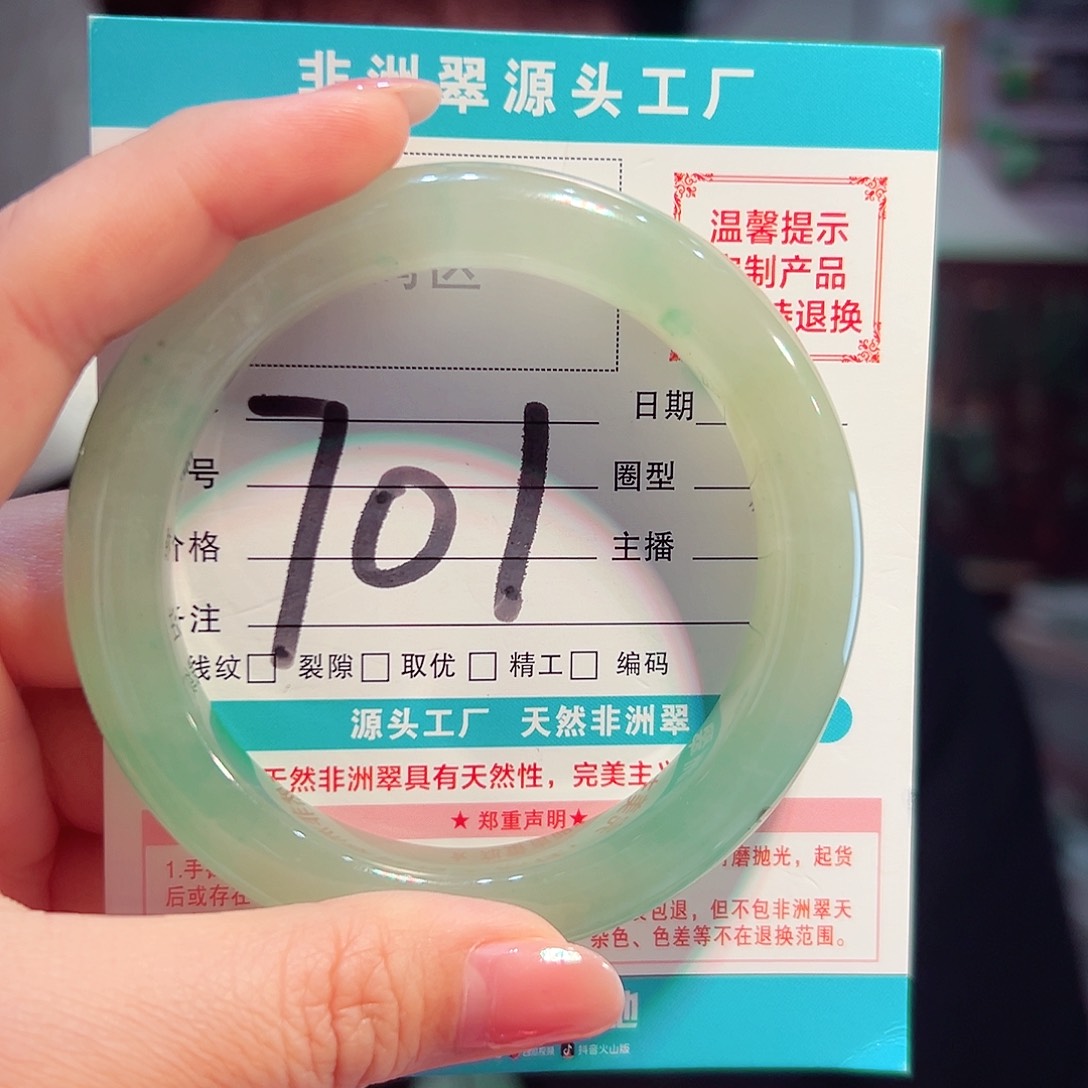 非洲翠源头工厂
温馨提示
制产品
退换
日期
701
号
圈型
价格
主播
注
线纹□ 裂隙□ 取优□ 精工□ 编码
源头工厂 天然非洲翠
天然非洲翠具有天然性，完美主义
★郑重声明★
1.手
磨抛光，起货
后或存在
包退，但不包非洲翠天
染色、色差等不在退换范围。
抖音火山版